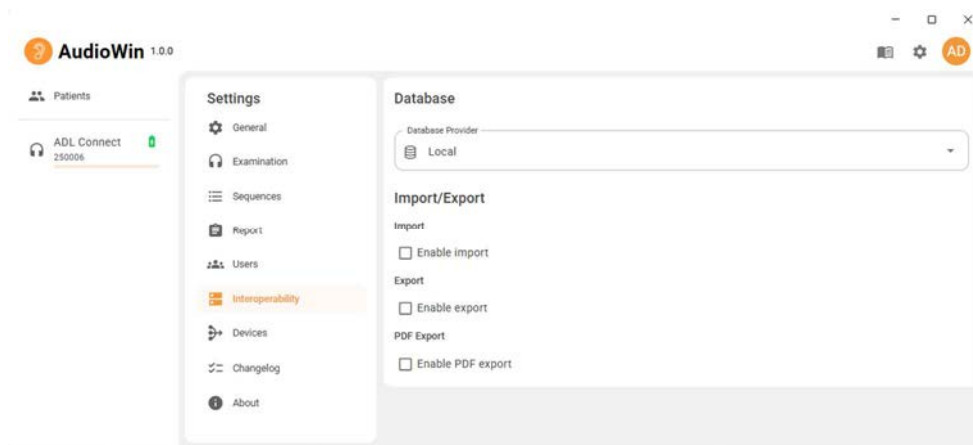 AudioWin 1.0.0
AD
Patients
ADL Connect
250006
Settings
General
Examination
Sequences
Report
Users
Interoperability
Devices
Changelog
About
Database
Database Provider
Local
Import/Export
Import
Enable import
Export
Enable export
PDF Export
Enable PDF export